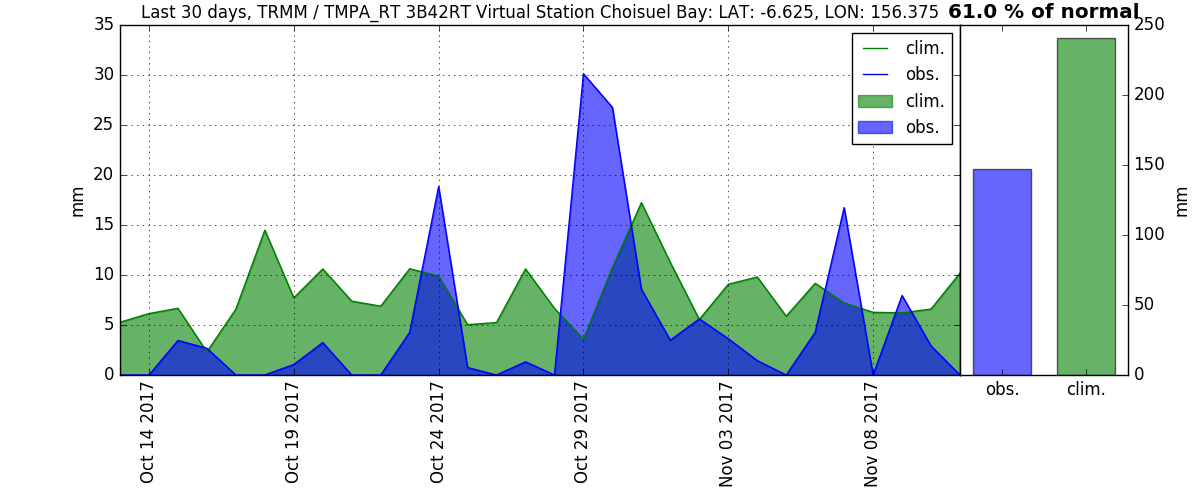 Last 30 days, TRMM / TMPA_RT 3B42RT Virtual Station Choisuel Bay: LAT: -6.625, LON: 156.375
61.0 % of normal
35
30
25
20
15
10
5
0
mm
clim.
obs.
clim.
obs.
Oct 14 2017
Oct 19 2017
Oct 24 2017
Oct 29 2017
Nov 03 2017
Nov 08 2017
250
200
150
100
50
0
mm
obs.
clim.